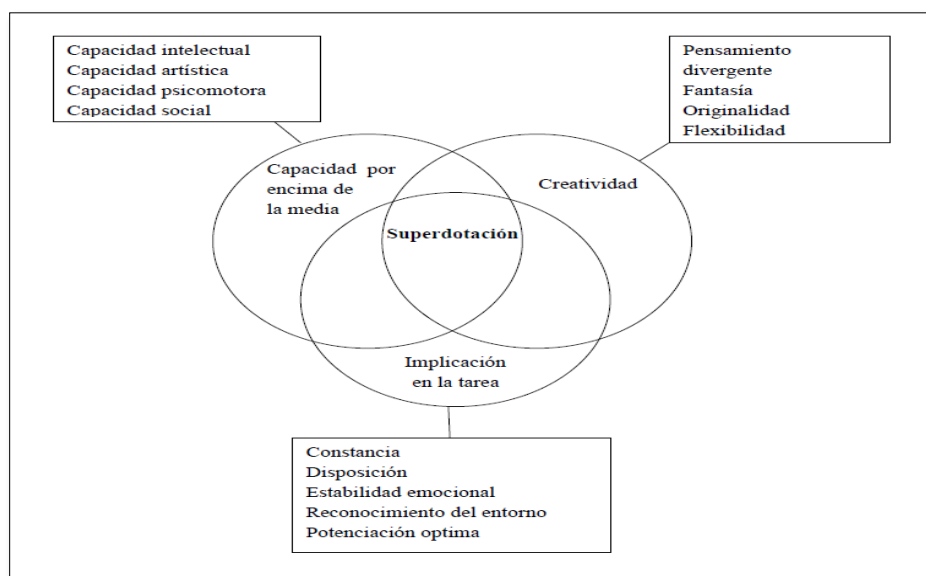 Capacidad intelectual
Capacidad artística
Capacidad psicomotora
Capacidad social
Pensamiento
divergente
Fantasía
Originalidad
Flexibilidad
Capacidad por
encima de
la media
Creatividad
Superdotación
Implicación
en la tarea
Constancia
Disposición
Estabilidad emocional
Reconocimiento del entorno
Potenciación optima